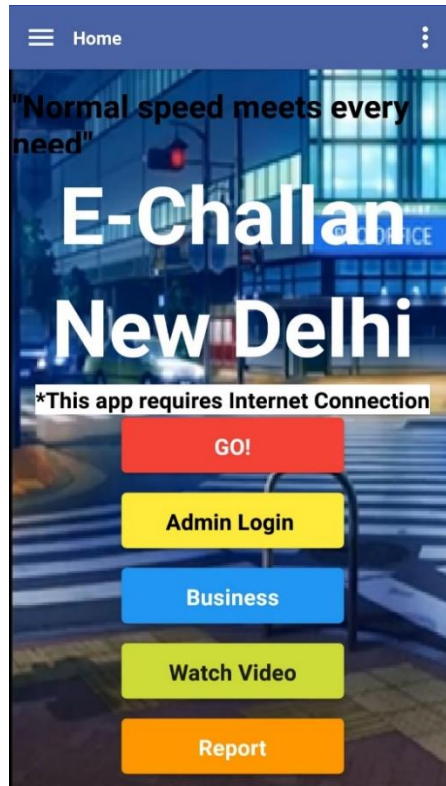 Home
"Normal speed meets every
need"
E-Challan
New Delhi
*This app requires Internet Connection
GO!
Admin Login
Business
Watch Video
Report